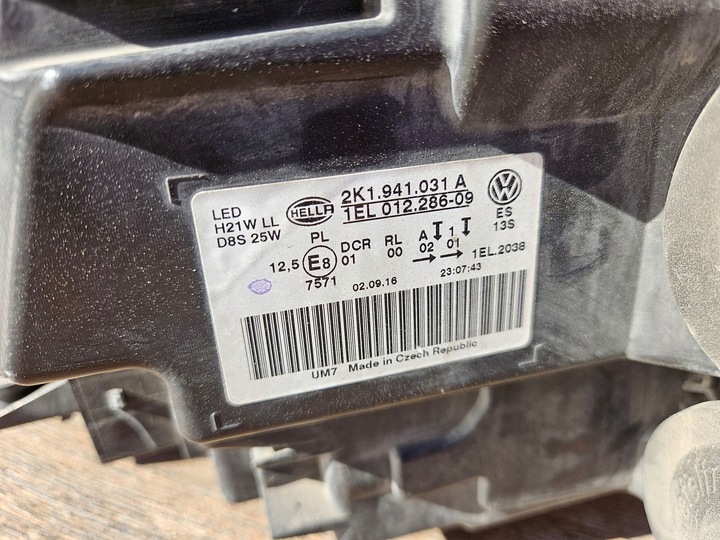 LED
H21W LL
D8S 25W
HELLA
2K1.941.031 A
1EL 012.286-09
ES
13S
PL DCR RL A 1
12,5 E8 01 00 02 01 1EL.2038
7571 02.09.16 23:07:43
UM7 Made in Czech Republic